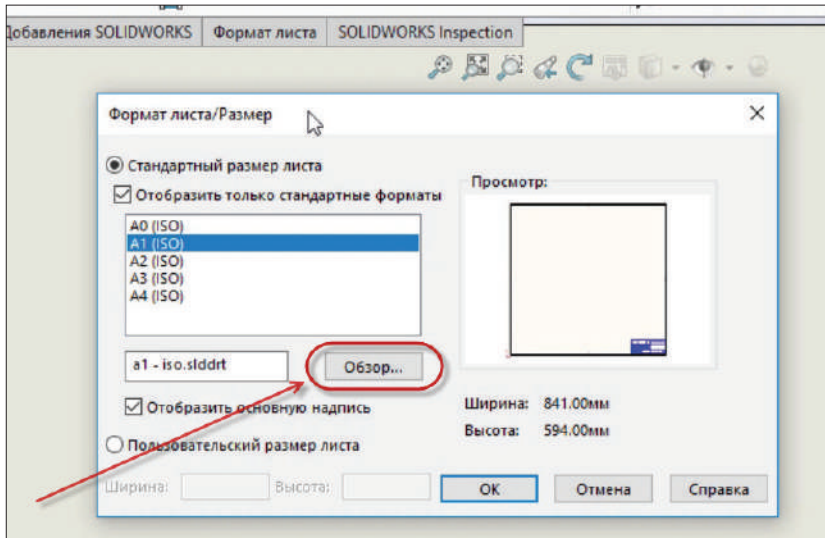 Добавления SOLIDWORKS Формат листа SOLIDWORKS Inspection
Формат листа/Размер
Стандартный размер листа
Отобразить только стандартные форматы
A0 (ISO)
A1 (ISO)
A2 (ISO)
A3 (ISO)
A4 (ISO)
a1 - iso.slddrt
Обзор...
Отобразить основную надпись
Пользовательский размер листа
Ширина: Высота:
Просмотр:
Ширина: 841.00мм
Высота: 594.00мм
OK Отмена Справка